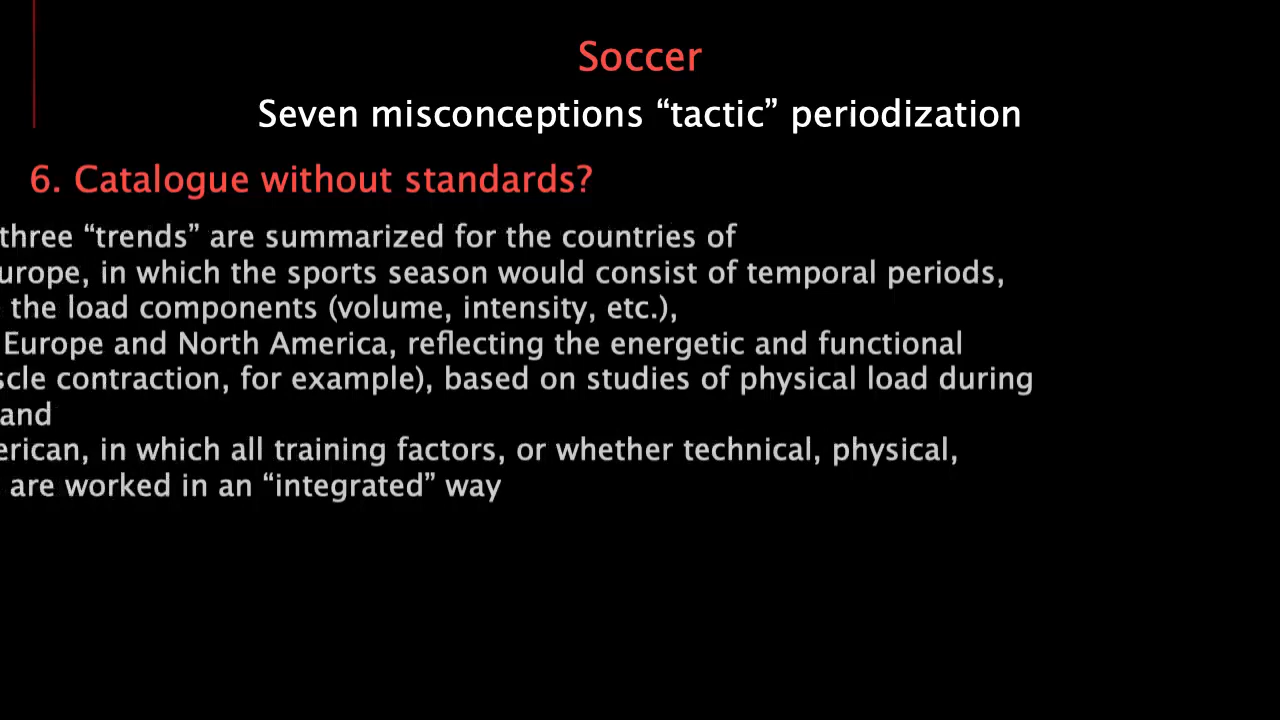 Soccer
Seven misconceptions “tactic” periodization
6. Catalogue without standards?
three “trends” are summarized for the countries of
urope, in which the sports season would consist of temporal periods,
the load components (volume, intensity, etc.),
Europe and North America, reflecting the energetic and functional
scle contraction, for example), based on studies of physical load during
and
erican, in which all training factors, or whether technical, physical,
are worked in an “integrated” way